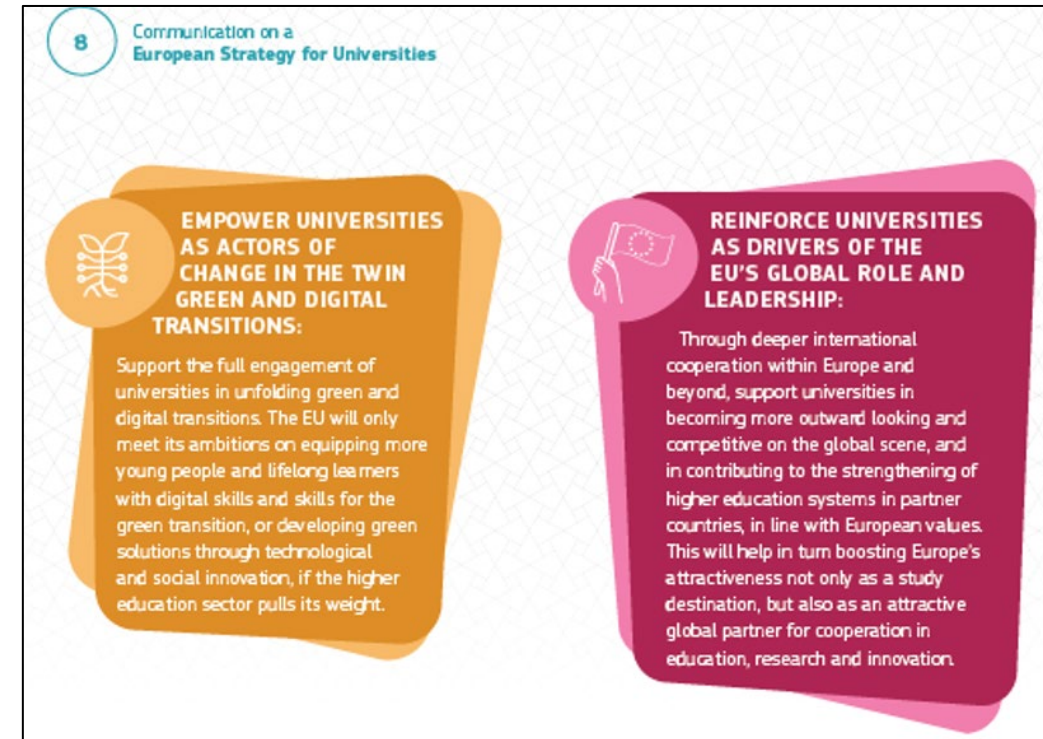 8
Communication on a
European Strategy for Universities
EMPOWER UNIVERSITIES
AS ACTORS OF
CHANGE IN THE TWIN
GREEN AND DIGITAL
TRANSITIONS:
Support the full engagement of
universities in unfolding green and
digital transitions. The EU will only
meet its ambitions on equipping more
young people and lifelong learners
with digital skills and skills for the
green transition, or developing green
solutions through technological
and social innovation, if the higher
education sector pulls its weight.
REINFORCE UNIVERSITIES
AS DRIVERS OF THE
EU'S GLOBAL ROLE AND
LEADERSHIP:
Through deeper international
cooperation within Europe and
beyond, support universities in
becoming more outward looking and
competitive on the global scene, and
in contributing to the strengthening of
higher education systems in partner
countries, in line with European values.
This will help in turn boosting Europe's
attractiveness not only as a study
destination, but also as an attractive
global partner for cooperation in
education, research and innovation.